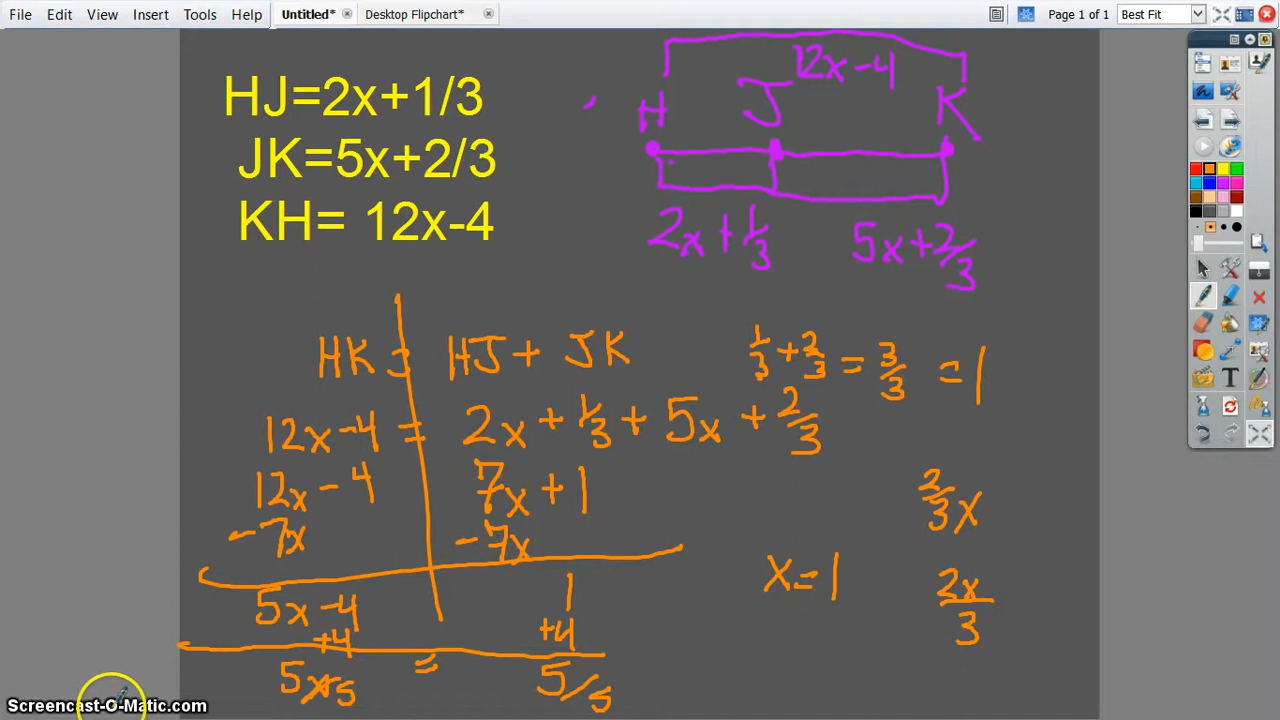 File Edit View Insert Tools Help Untitled* Desktop Flipchart* Page 1 of 1 Best Fit
HJ=2x+1/3
JK=5x+2/3
KH= 12x-4
12x-4
H J K
2x + 1/3 5x + 2/3
HK = HJ + JK
1/3 + 2/3 = 3/3 = 1
12x - 4 = 2x + 1/3 + 5x + 2/3
12x - 4 7x + 1
-7x -7x
2/3 x
x = 1
5x - 4 1
+4 +4
2x/3
5x/5 = 5/5
Screencast-O-Matic.com